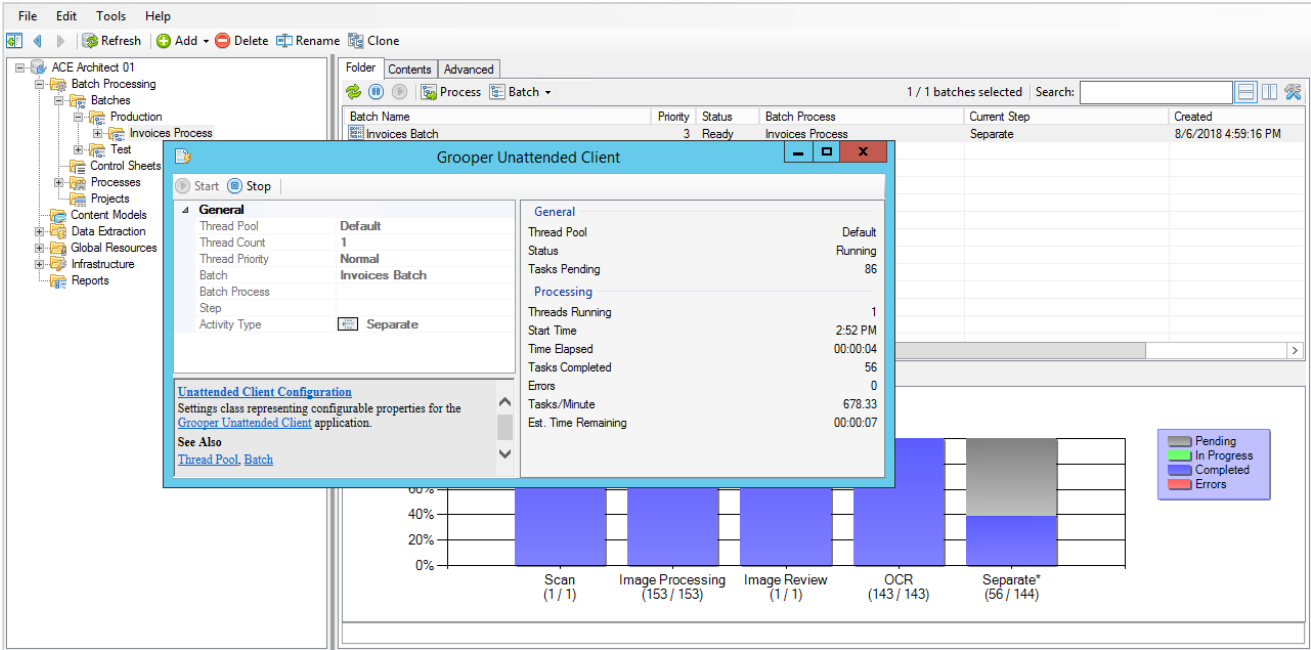 File Edit Tools Help
Refresh Add Delete Rename Clone
ACE Architect 01
Batch Processing
Batches
Production
Invoices Process
Test
Control Sheets
Processes
Projects
Content Models
Data Extraction
Global Resources
Infrastructure
Reports
Folder Contents Advanced
Process Batch 1 / 1 batches selected Search:
Batch Name Priority Status Batch Process Current Step Created
Invoices Batch 3 Ready Invoices Process Separate 8/6/2018 4:59:16 PM
Grooper Unattended Client
Start Stop
General
Thread Pool Default
Thread Count 1
Thread Priority Normal
Batch Invoices Batch
Batch Process
Step
Activity Type Separate
Unattended Client Configuration
Settings class representing configurable properties for the
Grooper Unattended Client application.
See Also
Thread Pool, Batch
General
Thread Pool Default
Status Running
Tasks Pending 86
Processing
Threads Running 1
Start Time 2:52 PM
Time Elapsed 00:00:04
Tasks Completed 56
Errors 0
Tasks/Minute 678.33
Est. Time Remaining 00:00:07
Pending
In Progress
Completed
Errors
60%
40%
20%
0%
Scan Image Processing Image Review OCR Separate*
(1 / 1) (153 / 153) (1 / 1) (143 / 143) (56 / 144)